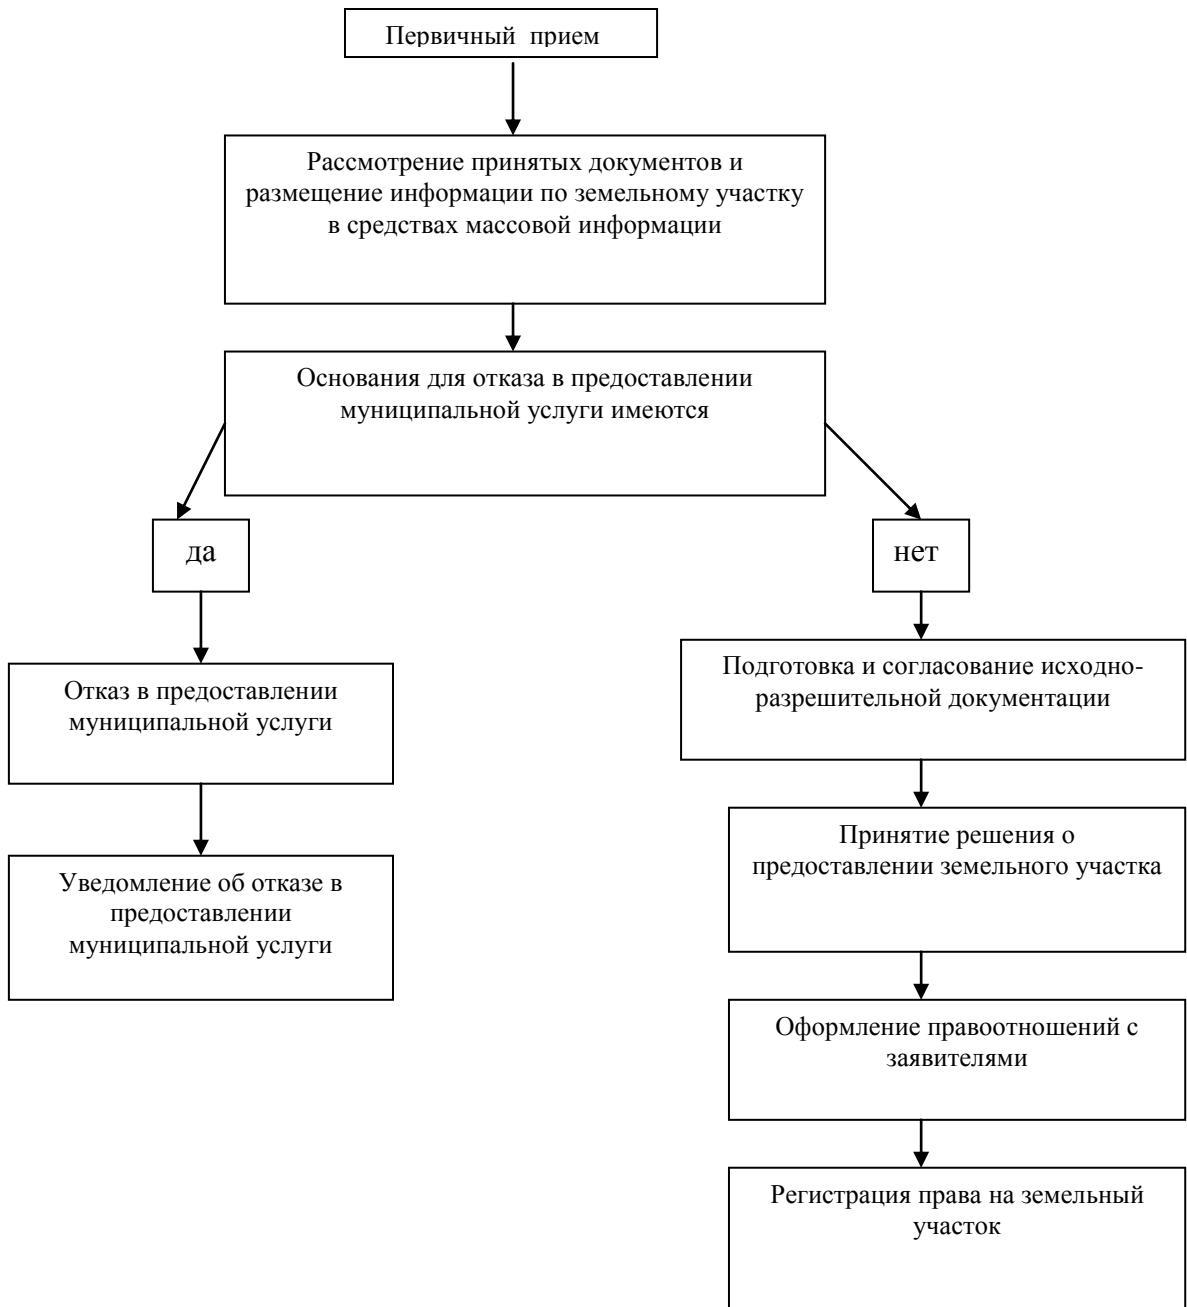 Первичный прием
Рассмотрение принятых документов и
размещение информации по земельному участку
в средствах массовой информации
Основания для отказа в предоставлении
муниципальной услуги имеются
да
нет
Отказ в предоставлении
муниципальной услуги
Уведомление об отказе в
предоставлении
муниципальной услуги
Подготовка и согласование исходно-
разрешительной документации
Принятие решения о
предоставлении земельного участка
Оформление правоотношений с
заявителями
Регистрация права на земельный
участок